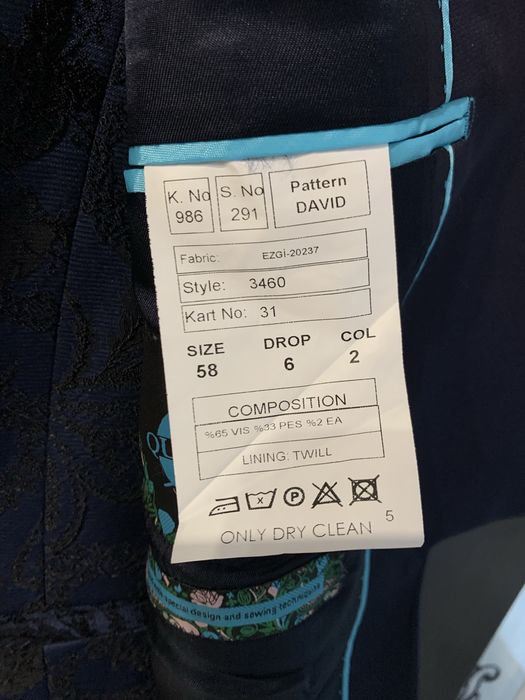 K. No
986
S. No
291
Pattern
DAVID
Fabric: EZGİ-20237
Style: 3460
Kart No: 31
SIZE DROP COL
58 6 2
COMPOSITION
%65 VIS %33 PES %2 EA
LINING: TWILL
ONLY DRY CLEAN 5
special design and sewing techniques